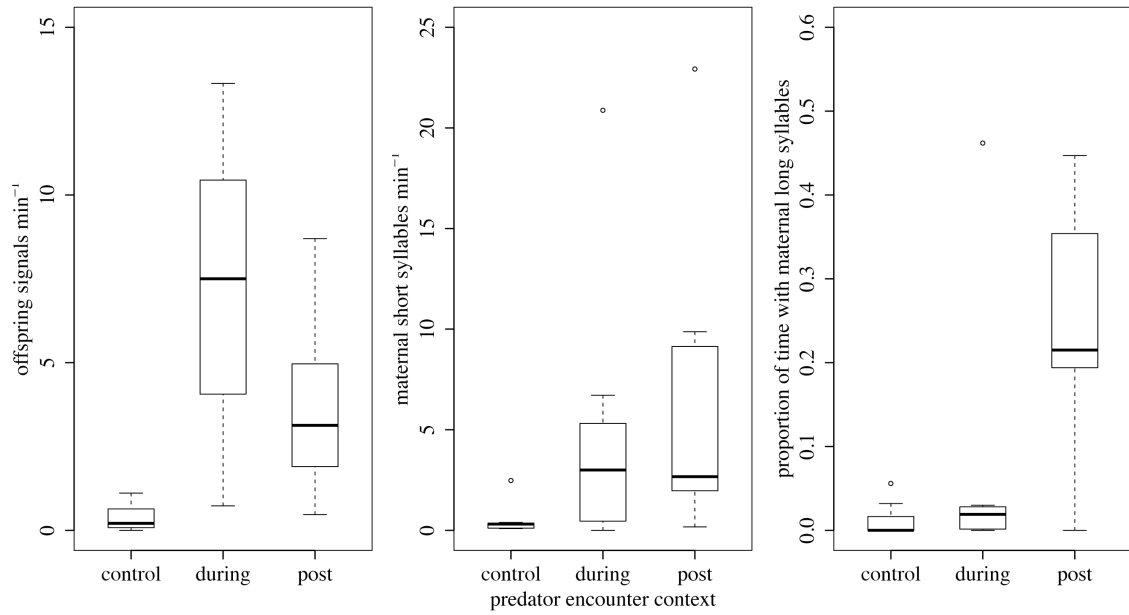 offspring signals min⁻¹
15
10
5
0
control during post
maternal short syllables min⁻¹
25
20
15
10
5
0
control during post
predator encounter context
proportion of time with maternal long syllables
0.6
0.5
0.4
0.3
0.2
0.1
0.0
control during post